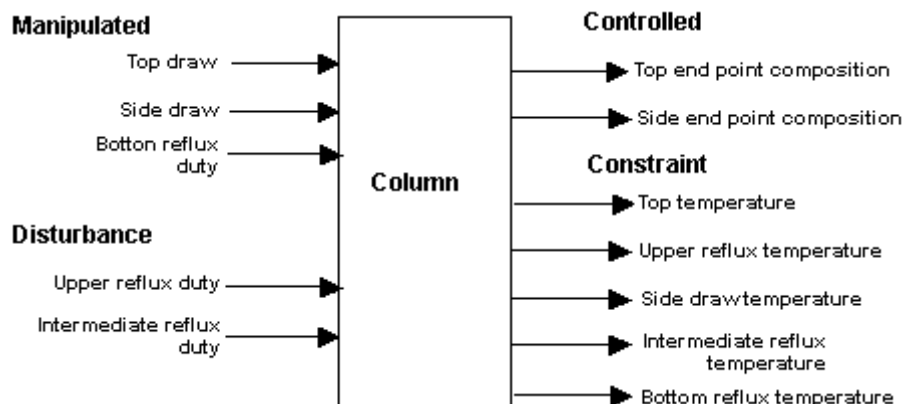 Manipulated
Top draw
Side draw
Botton reflux
duty
Disturbance
Upper reflux duty
Intermediate reflux
duty
Column
Controlled
Top end point composition
Side end point composition
Constraint
Top temperature
Upper reflux temperature
Side draw temperature
Intermediate reflux
temperature
Bottom reflux temperature